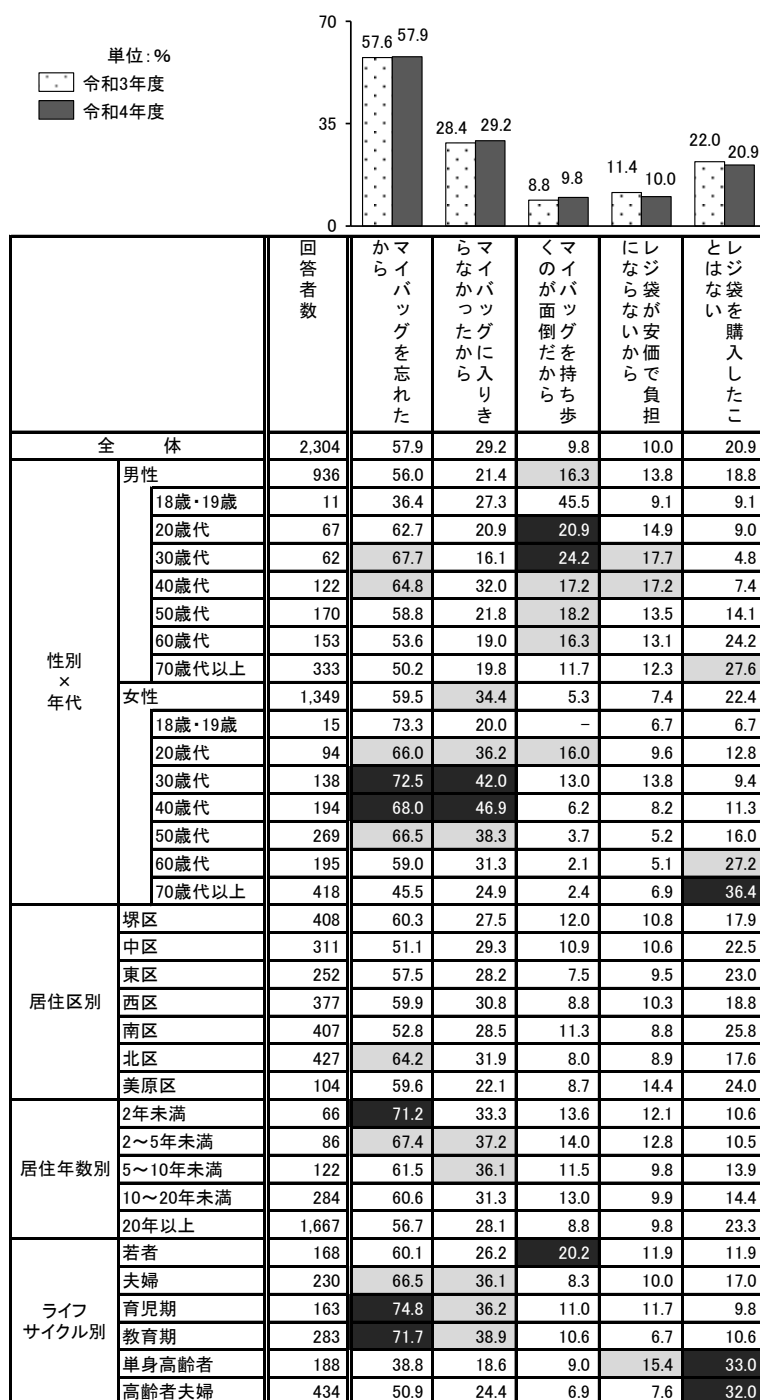 単位:%
令和3年度
令和4年度
70
35
0
57.6 57.9
28.4 29.2
8.8 9.8
11.4 10.0
22.0 20.9
回答者数
マイバッグを忘れた
から
マイバッグに入りき
らなかったから
マイバッグを持ち歩
くのが面倒だから
レジ袋が安価で負担
にならないから
レジ袋を購入したこ
とはない
全 体 2,304 57.9 29.2 9.8 10.0 20.9
性別
×
年代
男性 936 56.0 21.4 16.3 13.8 18.8
18歳・19歳 11 36.4 27.3 45.5 9.1 9.1
20歳代 67 62.7 20.9 20.9 14.9 9.0
30歳代 62 67.7 16.1 24.2 17.7 4.8
40歳代 122 64.8 32.0 17.2 17.2 7.4
50歳代 170 58.8 21.8 18.2 13.5 14.1
60歳代 153 53.6 19.0 16.3 13.1 24.2
70歳代以上 333 50.2 19.8 11.7 12.3 27.6
女性 1,349 59.5 34.4 5.3 7.4 22.4
18歳・19歳 15 73.3 20.0 – 6.7 6.7
20歳代 94 66.0 36.2 16.0 9.6 12.8
30歳代 138 72.5 42.0 13.0 13.8 9.4
40歳代 194 68.0 46.9 6.2 8.2 11.3
50歳代 269 66.5 38.3 3.7 5.2 16.0
60歳代 195 59.0 31.3 2.1 5.1 27.2
70歳代以上 418 45.5 24.9 2.4 6.9 36.4
居住区別
堺区 408 60.3 27.5 12.0 10.8 17.9
中区 311 51.1 29.3 10.9 10.6 22.5
東区 252 57.5 28.2 7.5 9.5 23.0
西区 377 59.9 30.8 8.8 10.3 18.8
南区 407 52.8 28.5 11.3 8.8 25.8
北区 427 64.2 31.9 8.0 8.9 17.6
美原区 104 59.6 22.1 8.7 14.4 24.0
居住年数別
2年未満 66 71.2 33.3 13.6 12.1 10.6
2～5年未満 86 67.4 37.2 14.0 12.8 10.5
5～10年未満 122 61.5 36.1 11.5 9.8 13.9
10～20年未満 284 60.6 31.3 13.0 9.9 14.4
20年以上 1,667 56.7 28.1 8.8 9.8 23.3
ライフ
サイクル別
若者 168 60.1 26.2 20.2 11.9 11.9
夫婦 230 66.5 36.1 8.3 10.0 17.0
育児期 163 74.8 36.2 11.0 11.7 9.8
教育期 283 71.7 38.9 10.6 6.7 10.6
単身高齢者 188 38.8 18.6 9.0 15.4 33.0
高齢者夫婦 434 50.9 24.4 6.9 7.6 32.0